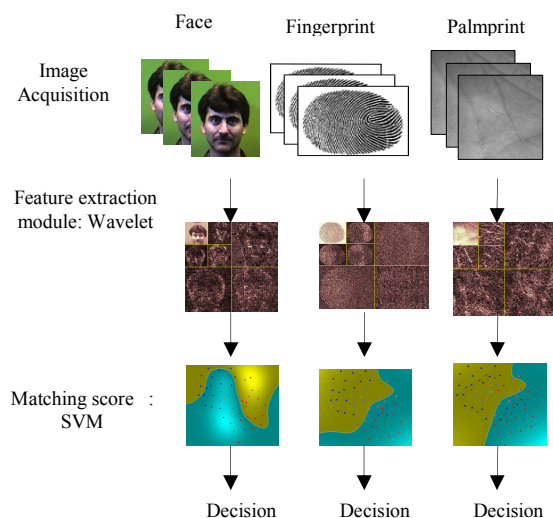 Face
Fingerprint
Palmprint
Image
Acquisition
Feature extraction
module: Wavelet
Matching score :
SVM
Decision
Decision
Decision